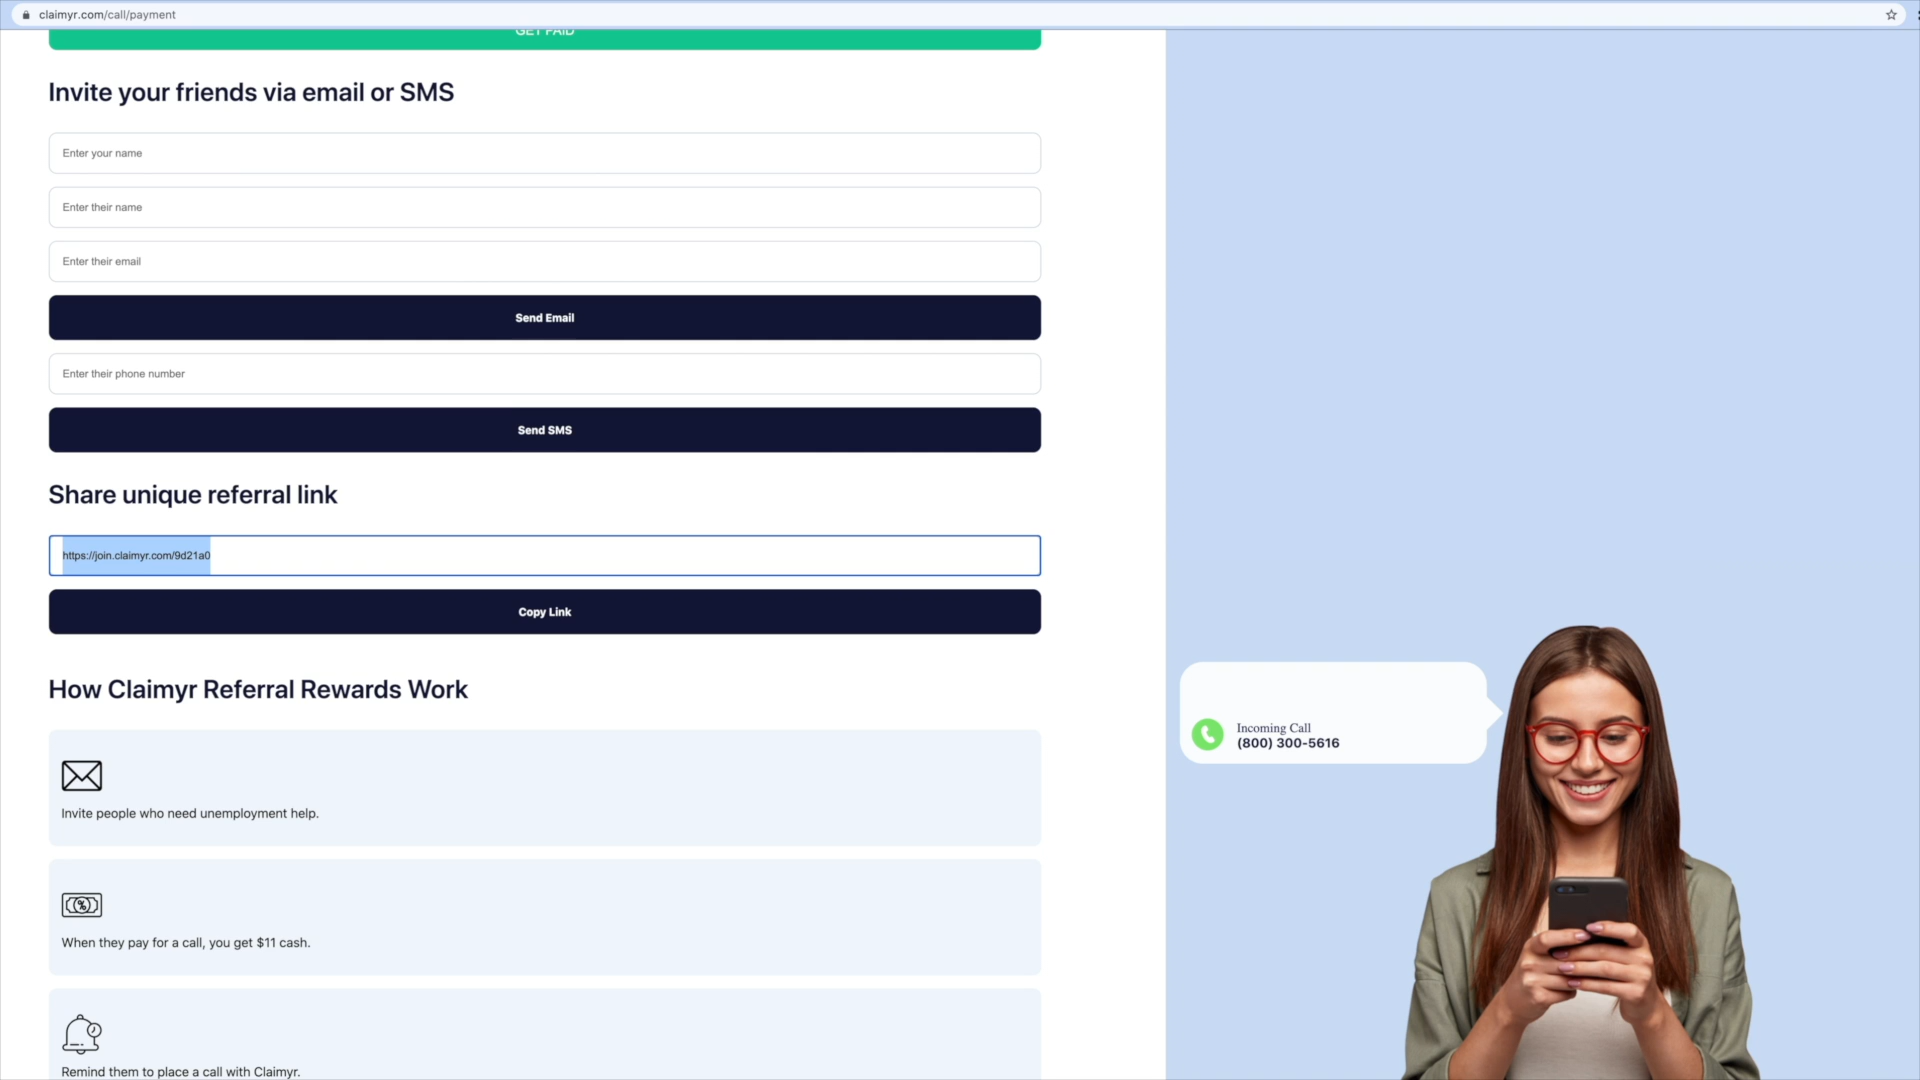 claimyr.com/call/payment
GET PAID
Invite your friends via email or SMS
Enter your name
Enter their name
Enter their email
Send Email
Enter their phone number
Send SMS
Share unique referral link
https://join.claimyr.com/9d21a0
Copy Link
How Claimyr Referral Rewards Work
Invite people who need unemployment help.
When they pay for a call, you get $11 cash.
Remind them to place a call with Claimyr.
Incoming Call
(800) 300-5616